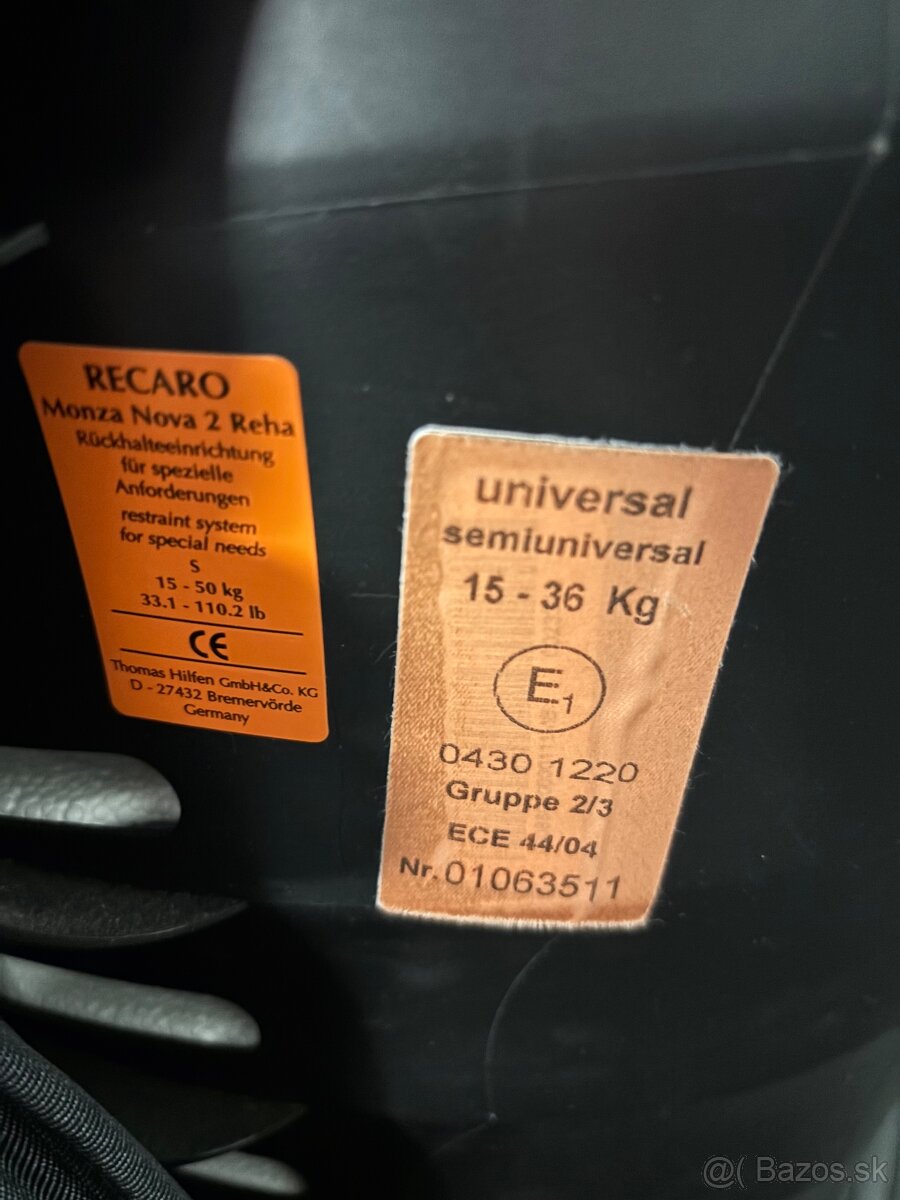 RECARO
Monza Nova 2 Reha
Rückhalteeinrichtung
für spezielle
Anforderungen
restraint system
for special needs
S
15 - 50 kg
33.1 - 110.2 lb
CE
Thomas Hilfen GmbH&Co. KG
D - 27432 Bremervörde
Germany
universal
semiuniversal
15 - 36 Kg
E1
0430 1220
Gruppe 2/3
ECE 44/04
Nr. 01063511
@( Bazos.sk